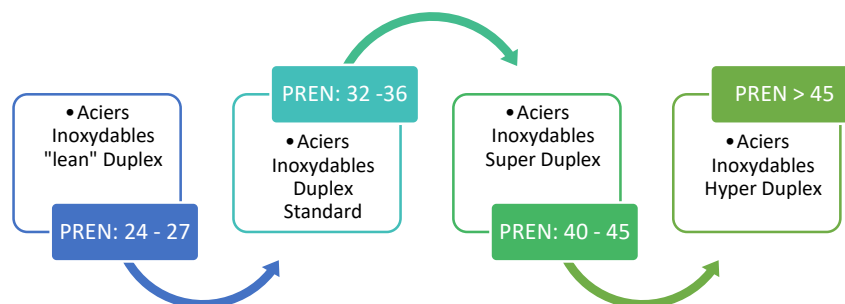 •Aciers
Inoxydables
"lean" Duplex
PREN: 24 - 27
PREN: 32 -36
•Aciers
Inoxydables
Duplex
Standard
•Aciers
Inoxydables
Super Duplex
PREN: 40 - 45
PREN > 45
•Aciers
Inoxydables
Hyper Duplex